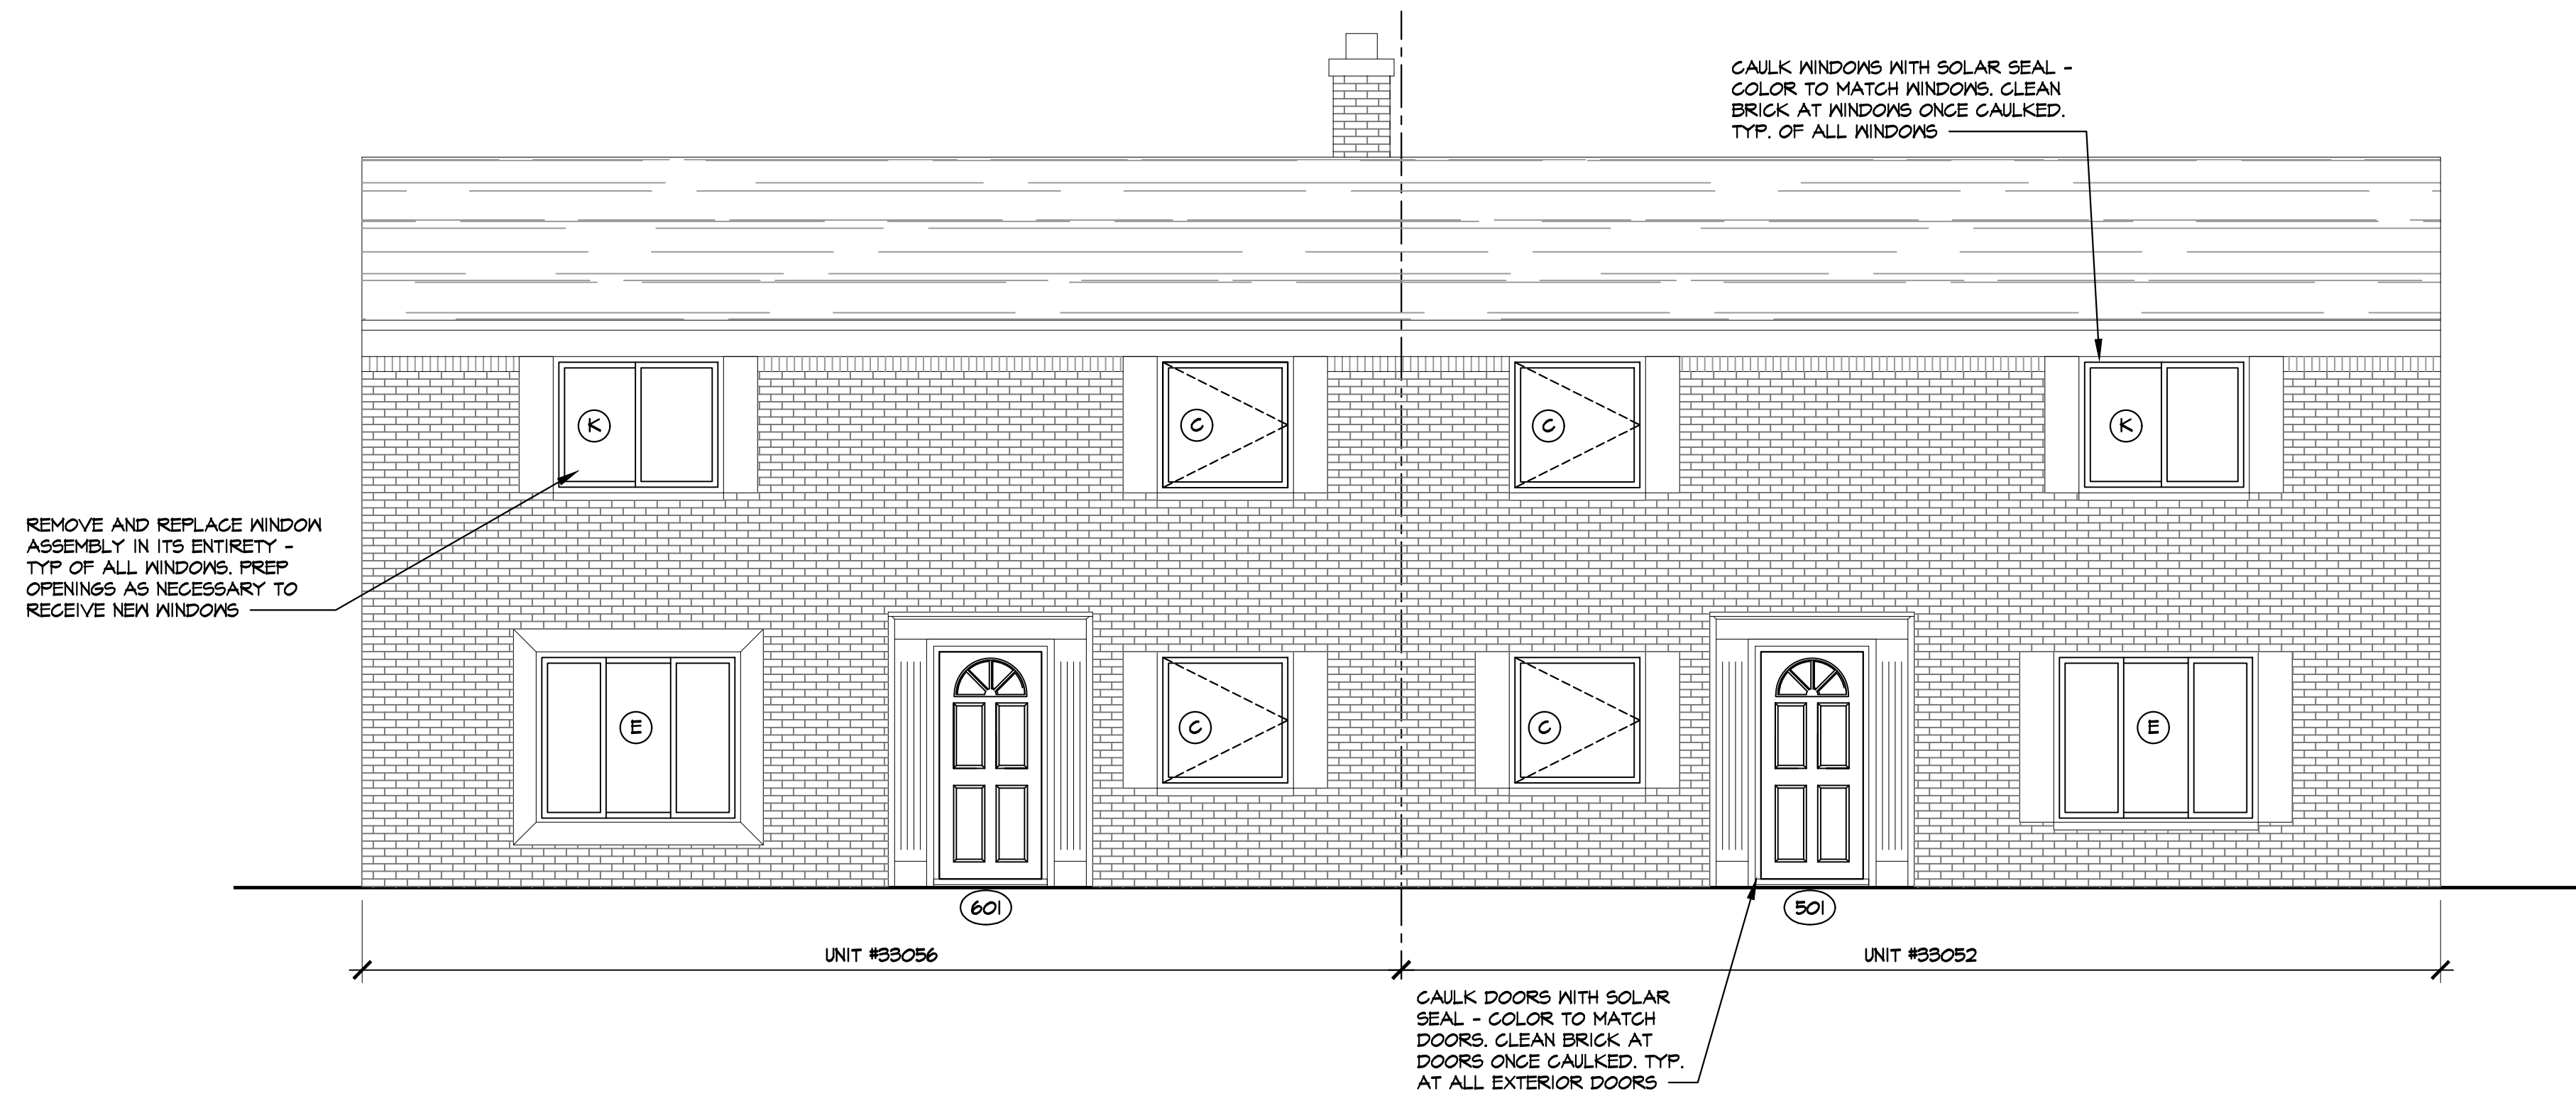 CAULK WINDOWS WITH SOLAR SEAL -
COLOR TO MATCH WINDOWS. CLEAN
BRICK AT WINDOWS ONCE CAULKED.
TYP. OF ALL WINDOWS
K
C
C
K
REMOVE AND REPLACE WINDOW
ASSEMBLY IN ITS ENTIRETY -
TYP OF ALL WINDOWS. PREP
OPENINGS AS NECESSARY TO
RECEIVE NEW WINDOWS
E
C
C
E
601
501
UNIT #33056
UNIT #33052
CAULK DOORS WITH SOLAR
SEAL - COLOR TO MATCH
DOORS. CLEAN BRICK AT
DOORS ONCE CAULKED. TYP.
AT ALL EXTERIOR DOORS